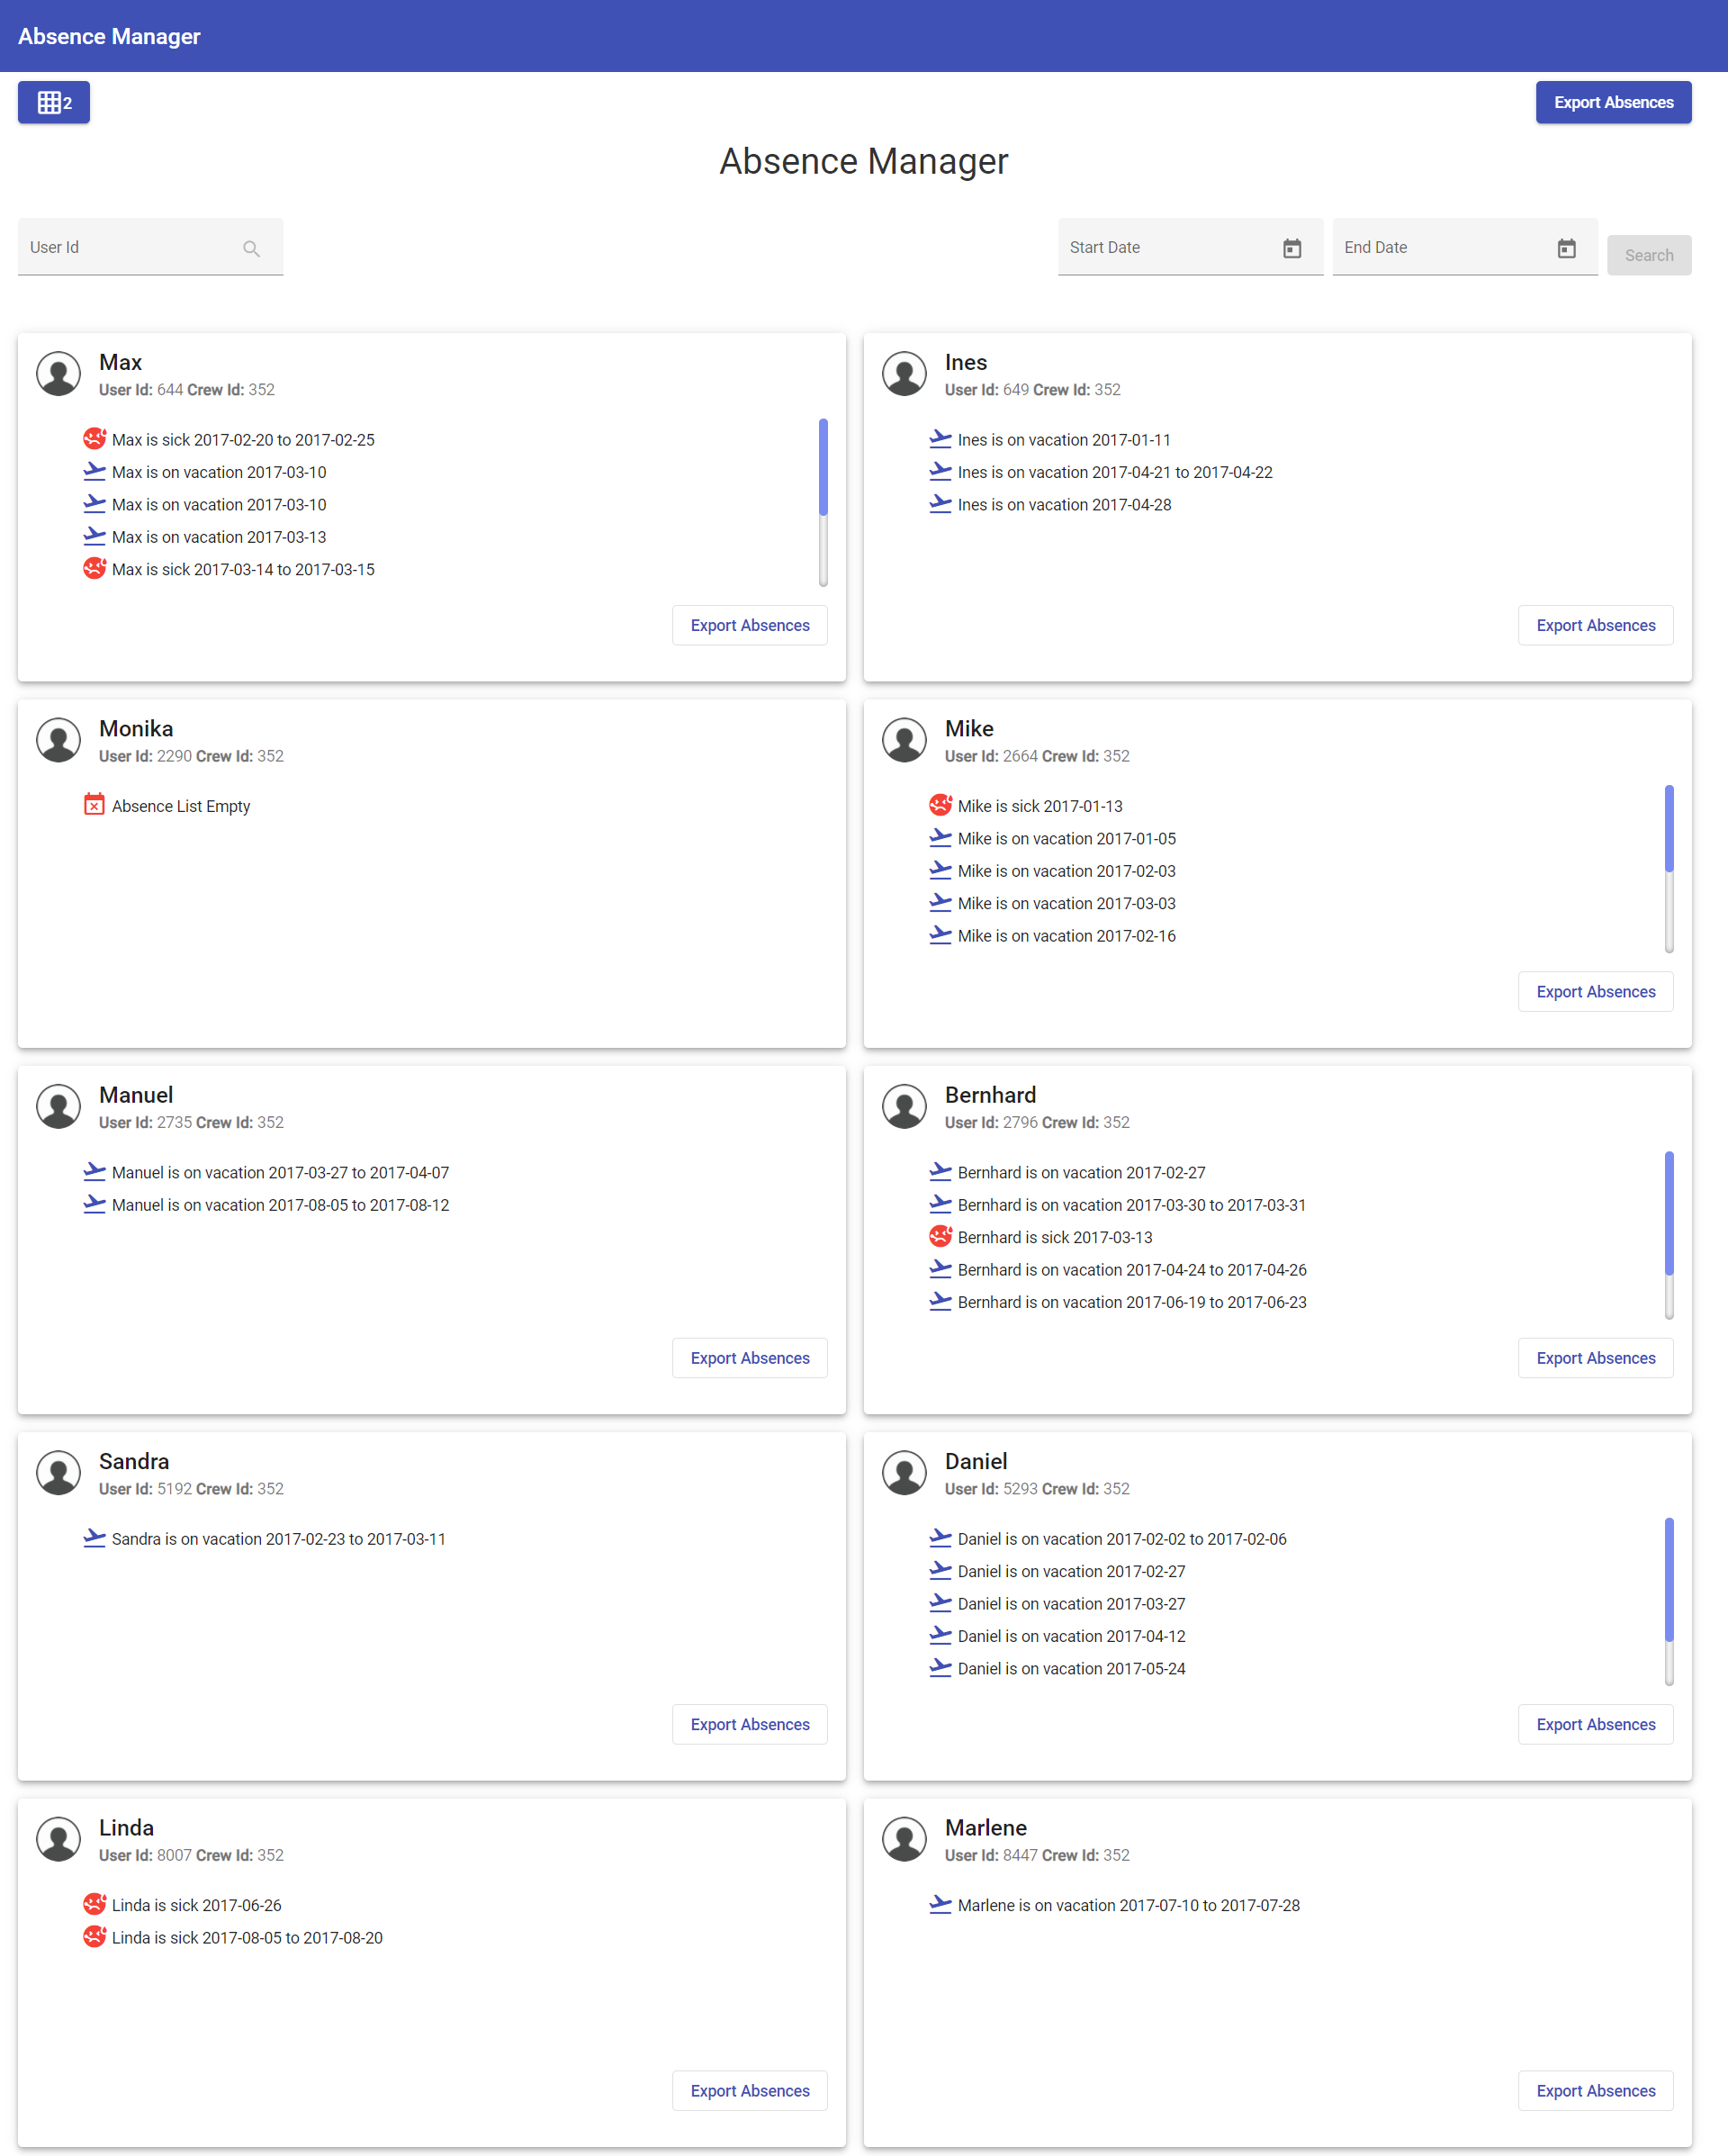 Absence Manager
2
Export Absences
Absence Manager
User Id
Start Date
End Date
Search
Max
User Id: 644 Crew Id: 352
Max is sick 2017-02-20 to 2017-02-25
Max is on vacation 2017-03-10
Max is on vacation 2017-03-10
Max is on vacation 2017-03-13
Max is sick 2017-03-14 to 2017-03-15
Export Absences
Ines
User Id: 649 Crew Id: 352
Ines is on vacation 2017-01-11
Ines is on vacation 2017-04-21 to 2017-04-22
Ines is on vacation 2017-04-28
Export Absences
Monika
User Id: 2290 Crew Id: 352
Absence List Empty
Mike
User Id: 2664 Crew Id: 352
Mike is sick 2017-01-13
Mike is on vacation 2017-01-05
Mike is on vacation 2017-02-03
Mike is on vacation 2017-03-03
Mike is on vacation 2017-02-16
Export Absences
Manuel
User Id: 2735 Crew Id: 352
Manuel is on vacation 2017-03-27 to 2017-04-07
Manuel is on vacation 2017-08-05 to 2017-08-12
Export Absences
Bernhard
User Id: 2796 Crew Id: 352
Bernhard is on vacation 2017-02-27
Bernhard is on vacation 2017-03-30 to 2017-03-31
Bernhard is sick 2017-03-13
Bernhard is on vacation 2017-04-24 to 2017-04-26
Bernhard is on vacation 2017-06-19 to 2017-06-23
Export Absences
Sandra
User Id: 5192 Crew Id: 352
Sandra is on vacation 2017-02-23 to 2017-03-11
Export Absences
Daniel
User Id: 5293 Crew Id: 352
Daniel is on vacation 2017-02-02 to 2017-02-06
Daniel is on vacation 2017-02-27
Daniel is on vacation 2017-03-27
Daniel is on vacation 2017-04-12
Daniel is on vacation 2017-05-24
Export Absences
Linda
User Id: 8007 Crew Id: 352
Linda is sick 2017-06-26
Linda is sick 2017-08-05 to 2017-08-20
Export Absences
Marlene
User Id: 8447 Crew Id: 352
Marlene is on vacation 2017-07-10 to 2017-07-28
Export Absences